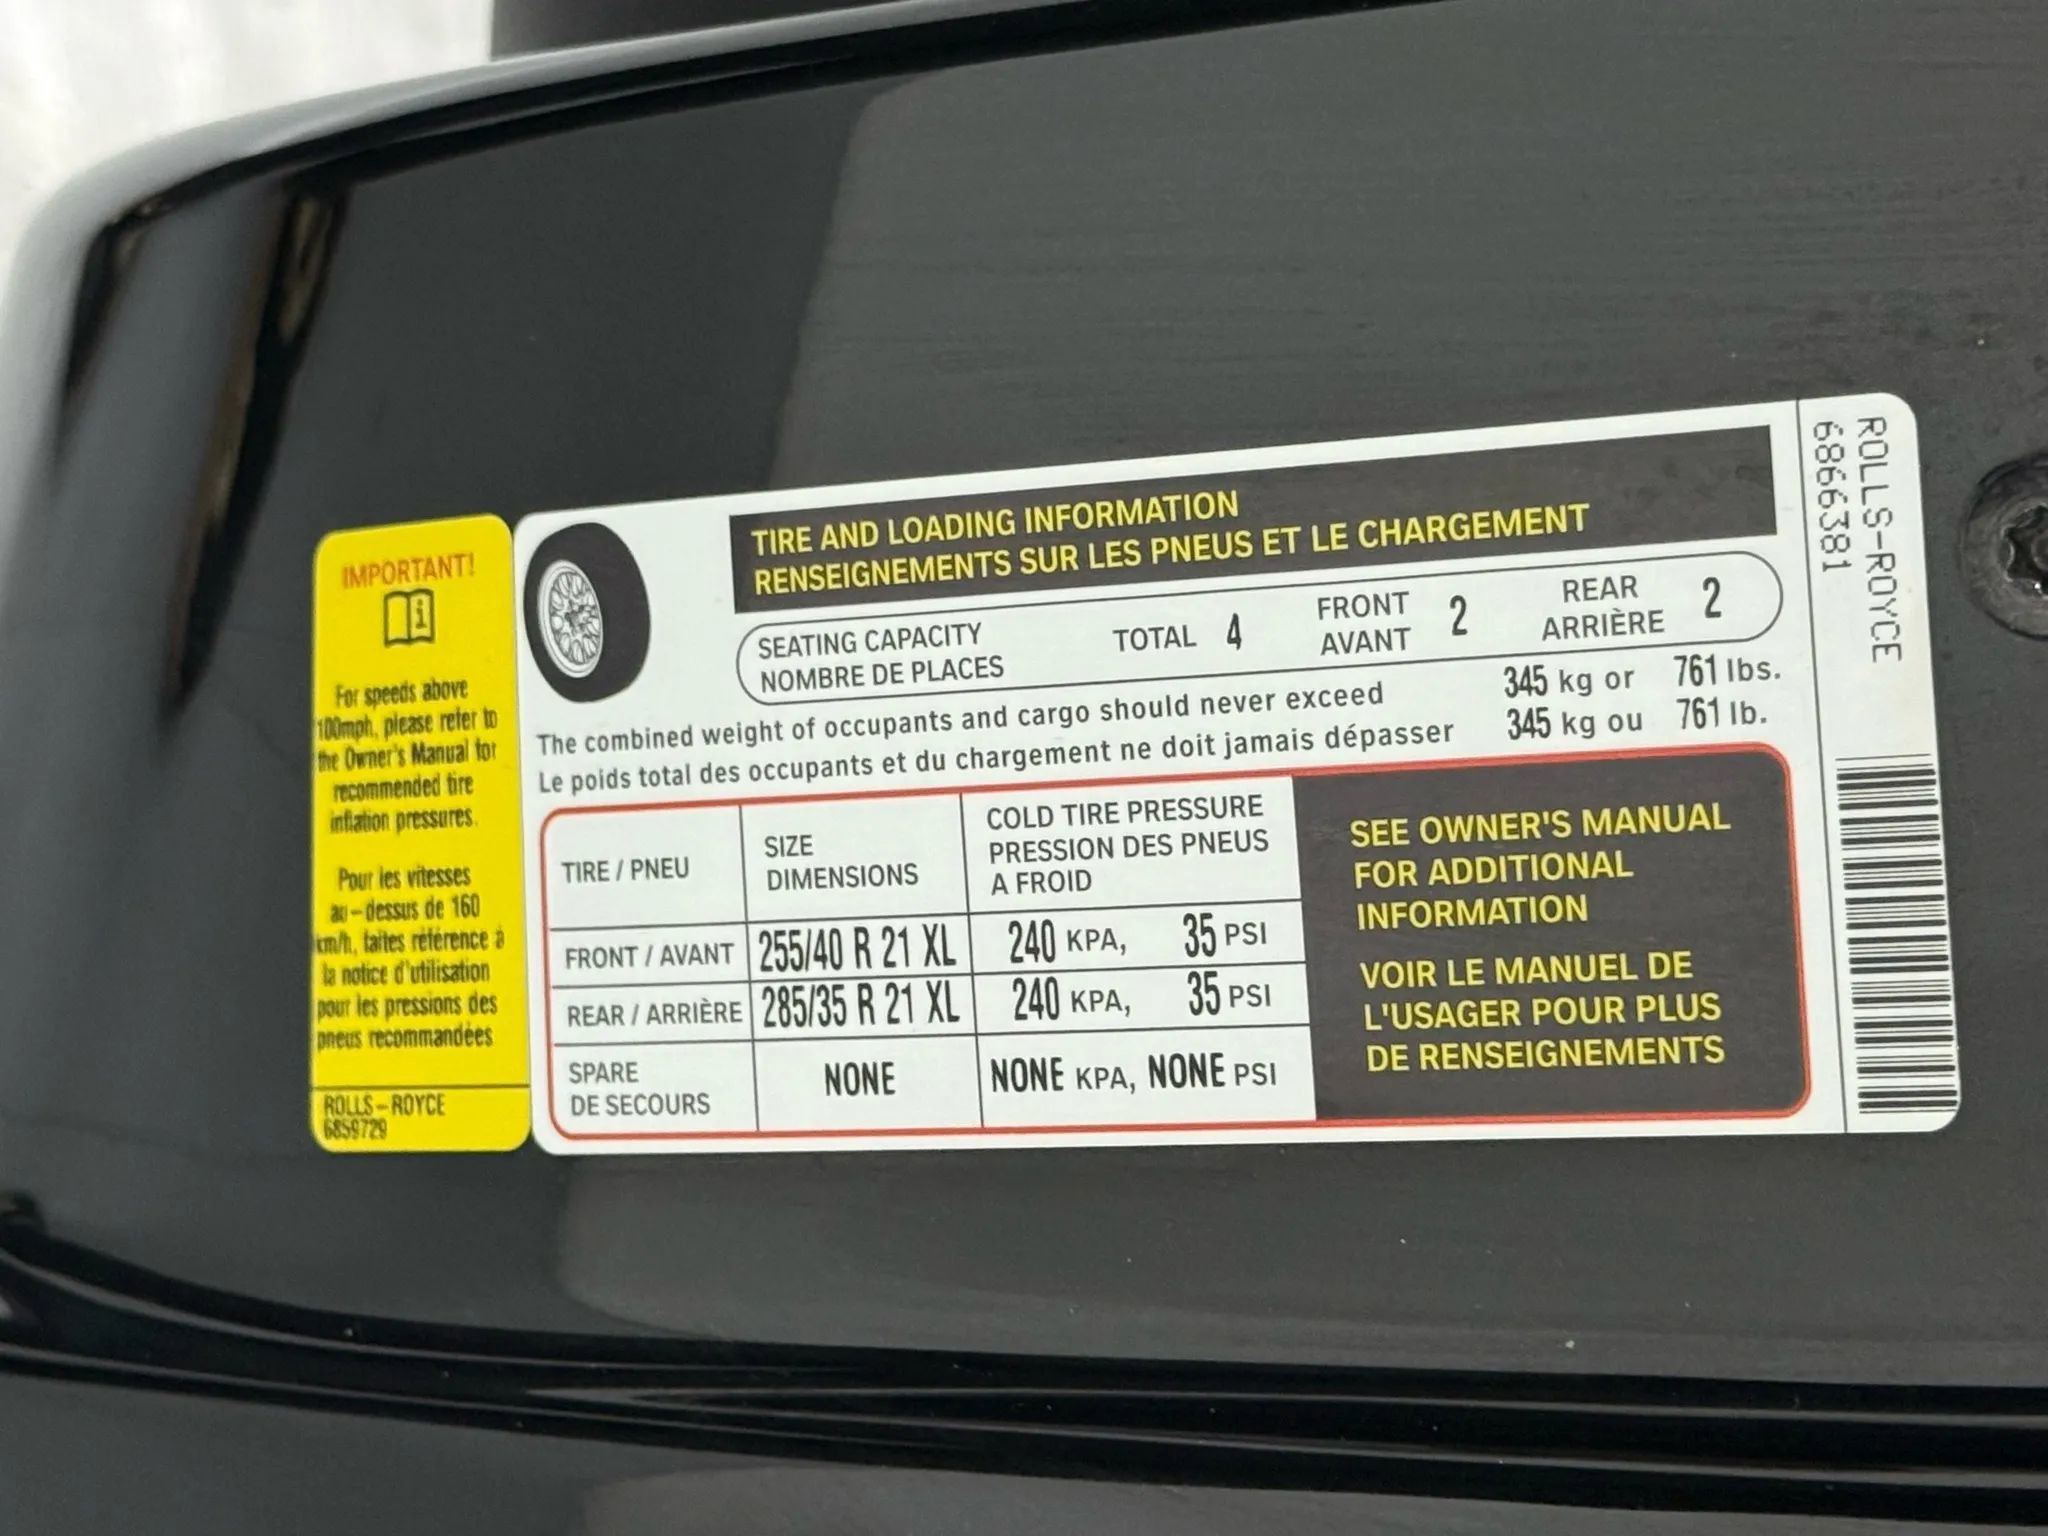 IMPORTANT!
i
For speeds above
100mph, please refer to
the Owner's Manual for
recommended tire
inflation pressures.
Pour les vitesses
au-dessus de 160
km/h, faites référence à
la notice d'utilisation
pour les pressions des
pneus recommandées
ROLLS-ROYCE
6859729
TIRE AND LOADING INFORMATION
RENSEIGNEMENTS SUR LES PNEUS ET LE CHARGEMENT
SEATING CAPACITY
NOMBRE DE PLACES
TOTAL 4
FRONT
AVANT
2
REAR
ARRIÈRE
2
The combined weight of occupants and cargo should never exceed 345 kg or 761 lbs.
Le poids total des occupants et du chargement ne doit jamais dépasser 345 kg ou 761 lb.
TIRE / PNEU
SIZE
DIMENSIONS
COLD TIRE PRESSURE
PRESSION DES PNEUS
A FROID
FRONT / AVANT 255/40 R 21 XL 240 KPA, 35 PSI
REAR / ARRIÈRE 285/35 R 21 XL 240 KPA, 35 PSI
SPARE
DE SECOURS
NONE
NONE KPA, NONE PSI
SEE OWNER'S MANUAL
FOR ADDITIONAL
INFORMATION
VOIR LE MANUEL DE
L'USAGER POUR PLUS
DE RENSEIGNEMENTS
ROLLS-ROYCE
6866381